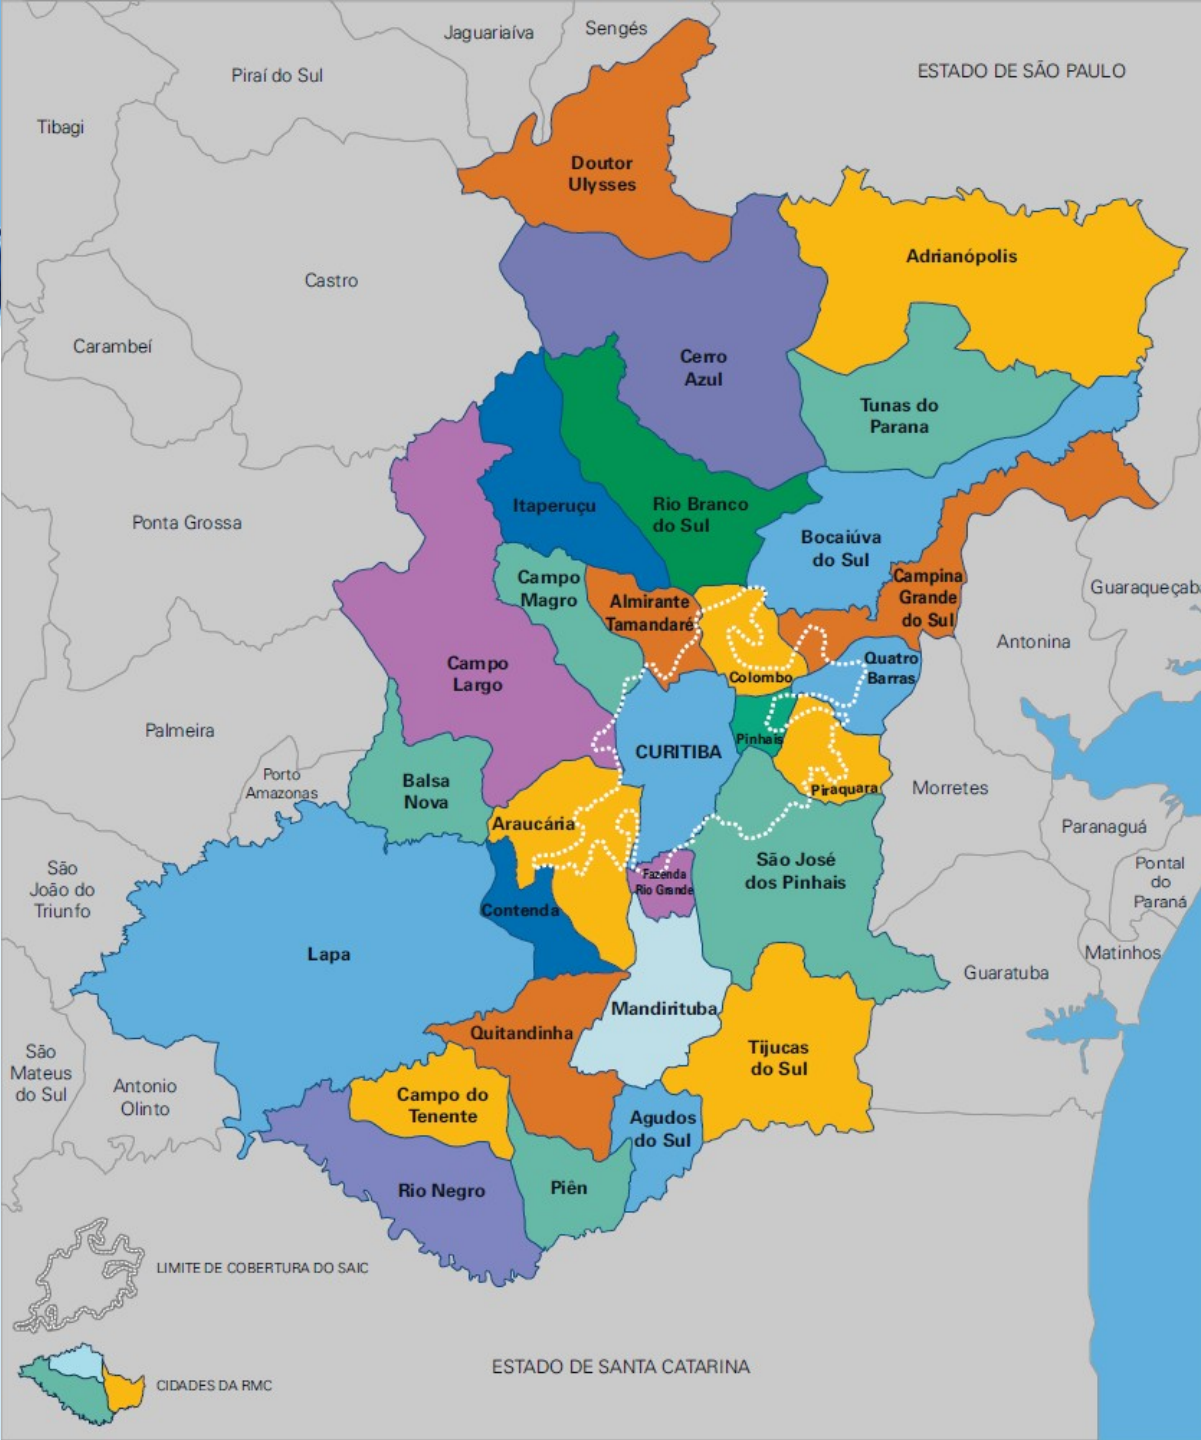 Jaguariaíva
Sengés
Piraí do Sul
ESTADO DE SÃO PAULO
Tibagi
Doutor
Ulysses
Adrianópolis
Castro
Carambeí
Cerro
Azul
Tunas do
Parana
Itaperuçu
Rio Branco
do Sul
Ponta Grossa
Bocaiúva
do Sul
Campo
Magro
Almirante
Tamandaré
Campina
Grande
do Sul
Guaraqueçab
Antonina
Campo
Largo
Colombo
Quatro
Barras
Palmeira
CURITIBA
Pinhais
Porto
Amazonas
Balsa
Nova
Piraquara
Morretes
Araucária
Paranaguá
São
João do
Triunfo
São José
dos Pinhais
Fazenda
Rio Grande
Pontal
do
Paraná
Contenda
Lapa
Matinhos
Guaratuba
Mandirituba
Quitandinha
São
Mateus
do Sul
Tijucas
do Sul
Antonio
Olinto
Campo do
Tenente
Agudos
do Sul
Rio Negro
Piên
LIMITE DE COBERTURA DO SAIC
ESTADO DE SANTA CATARINA
CIDADES DA RMC